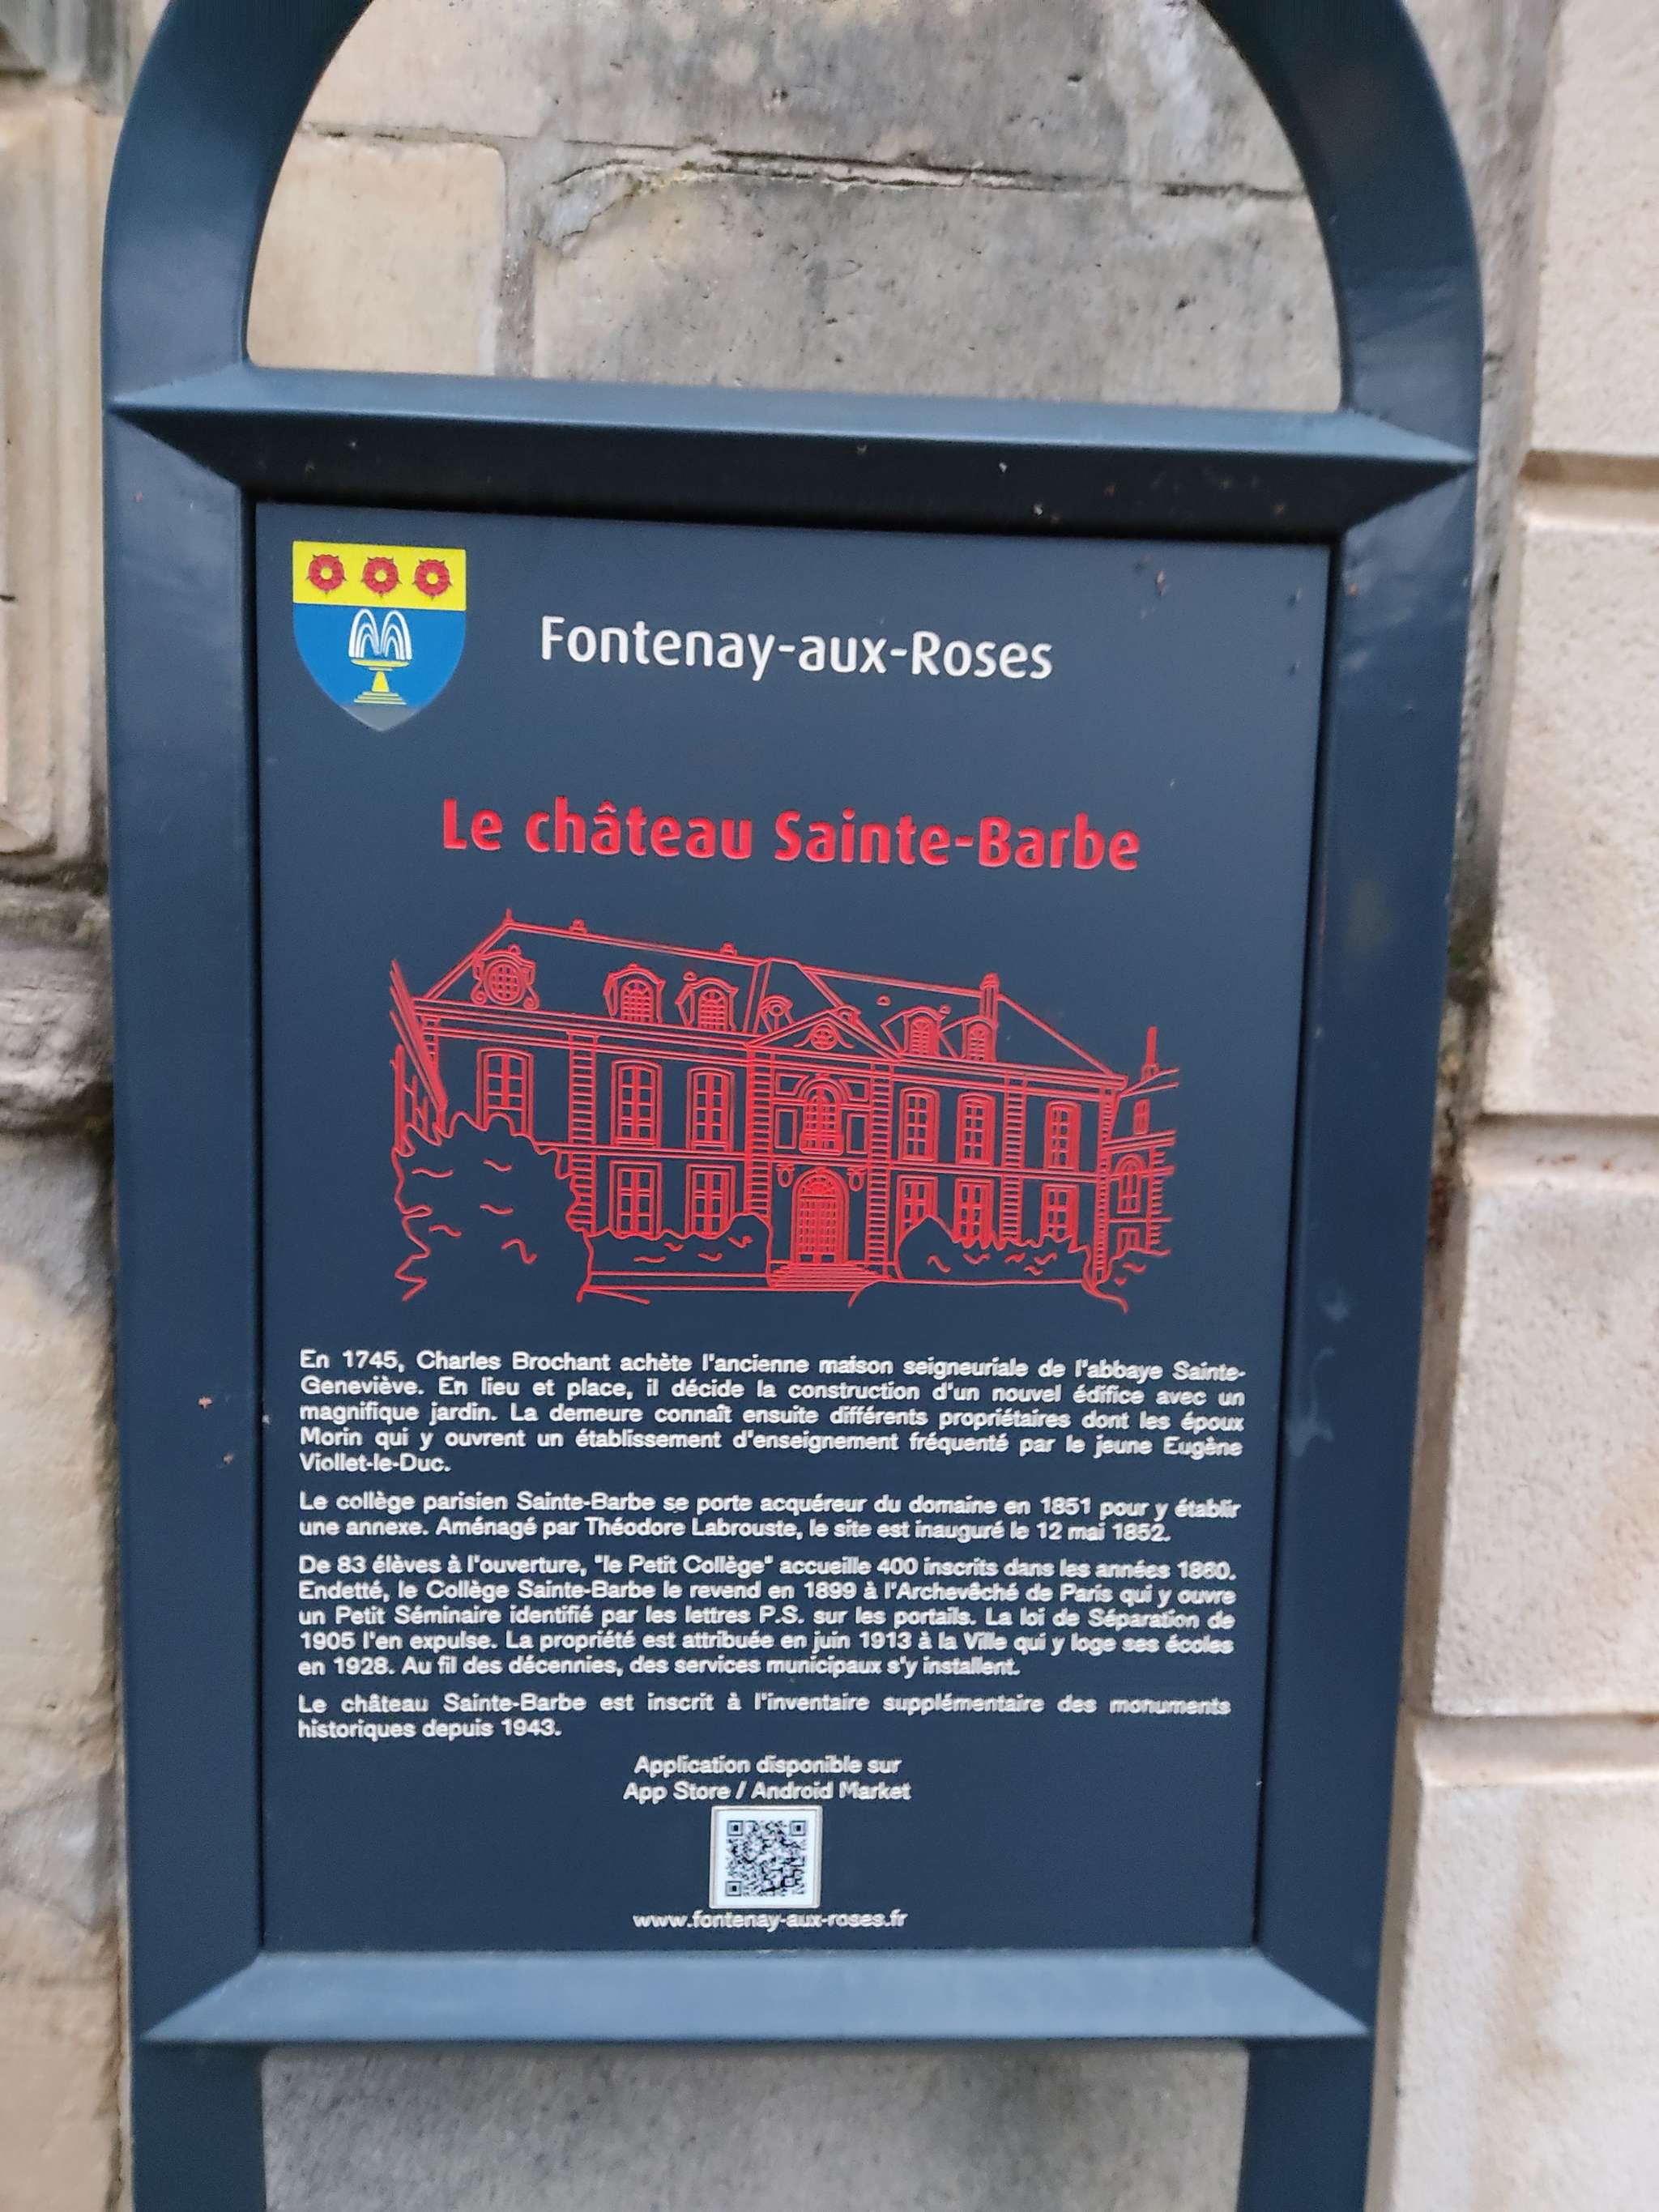 Fontenay-aux-Roses
Le château Sainte-Barbe
En 1745, Charles Brochant achète l'ancienne maison seigneuriale de l'abbaye Sainte-
Geneviève. En lieu et place, il décide la construction d'un nouvel édifice avec un
magnifique jardin. La demeure connaît ensuite différents propriétaires dont les époux
Morin qui y ouvrent un établissement d'enseignement fréquenté par le jeune Eugène
Viollet-le-Duc.
Le collège parisien Sainte-Barbe se porte acquéreur du domaine en 1851 pour y établir
une annexe. Aménagé par Théodore Labrouste, le site est inauguré le 12 mai 1852.
De 83 élèves à l'ouverture, "le Petit Collège" accueille 400 inscrits dans les années 1860.
Endetté, le Collège Sainte-Barbe le revend en 1899 à l'Archevêché de Paris qui y ouvre
un Petit Séminaire identifié par les lettres P.S. sur les portails. La loi de Séparation de
1905 l'en expulse. La propriété est attribuée en juin 1913 à la Ville qui y loge ses écoles
en 1928. Au fil des décennies, des services municipaux s'y installent.
Le château Sainte-Barbe est inscrit à l'inventaire supplémentaire des monuments
historiques depuis 1943.
Application disponible sur
App Store / Android Market
www.fontenay-aux-roses.fr